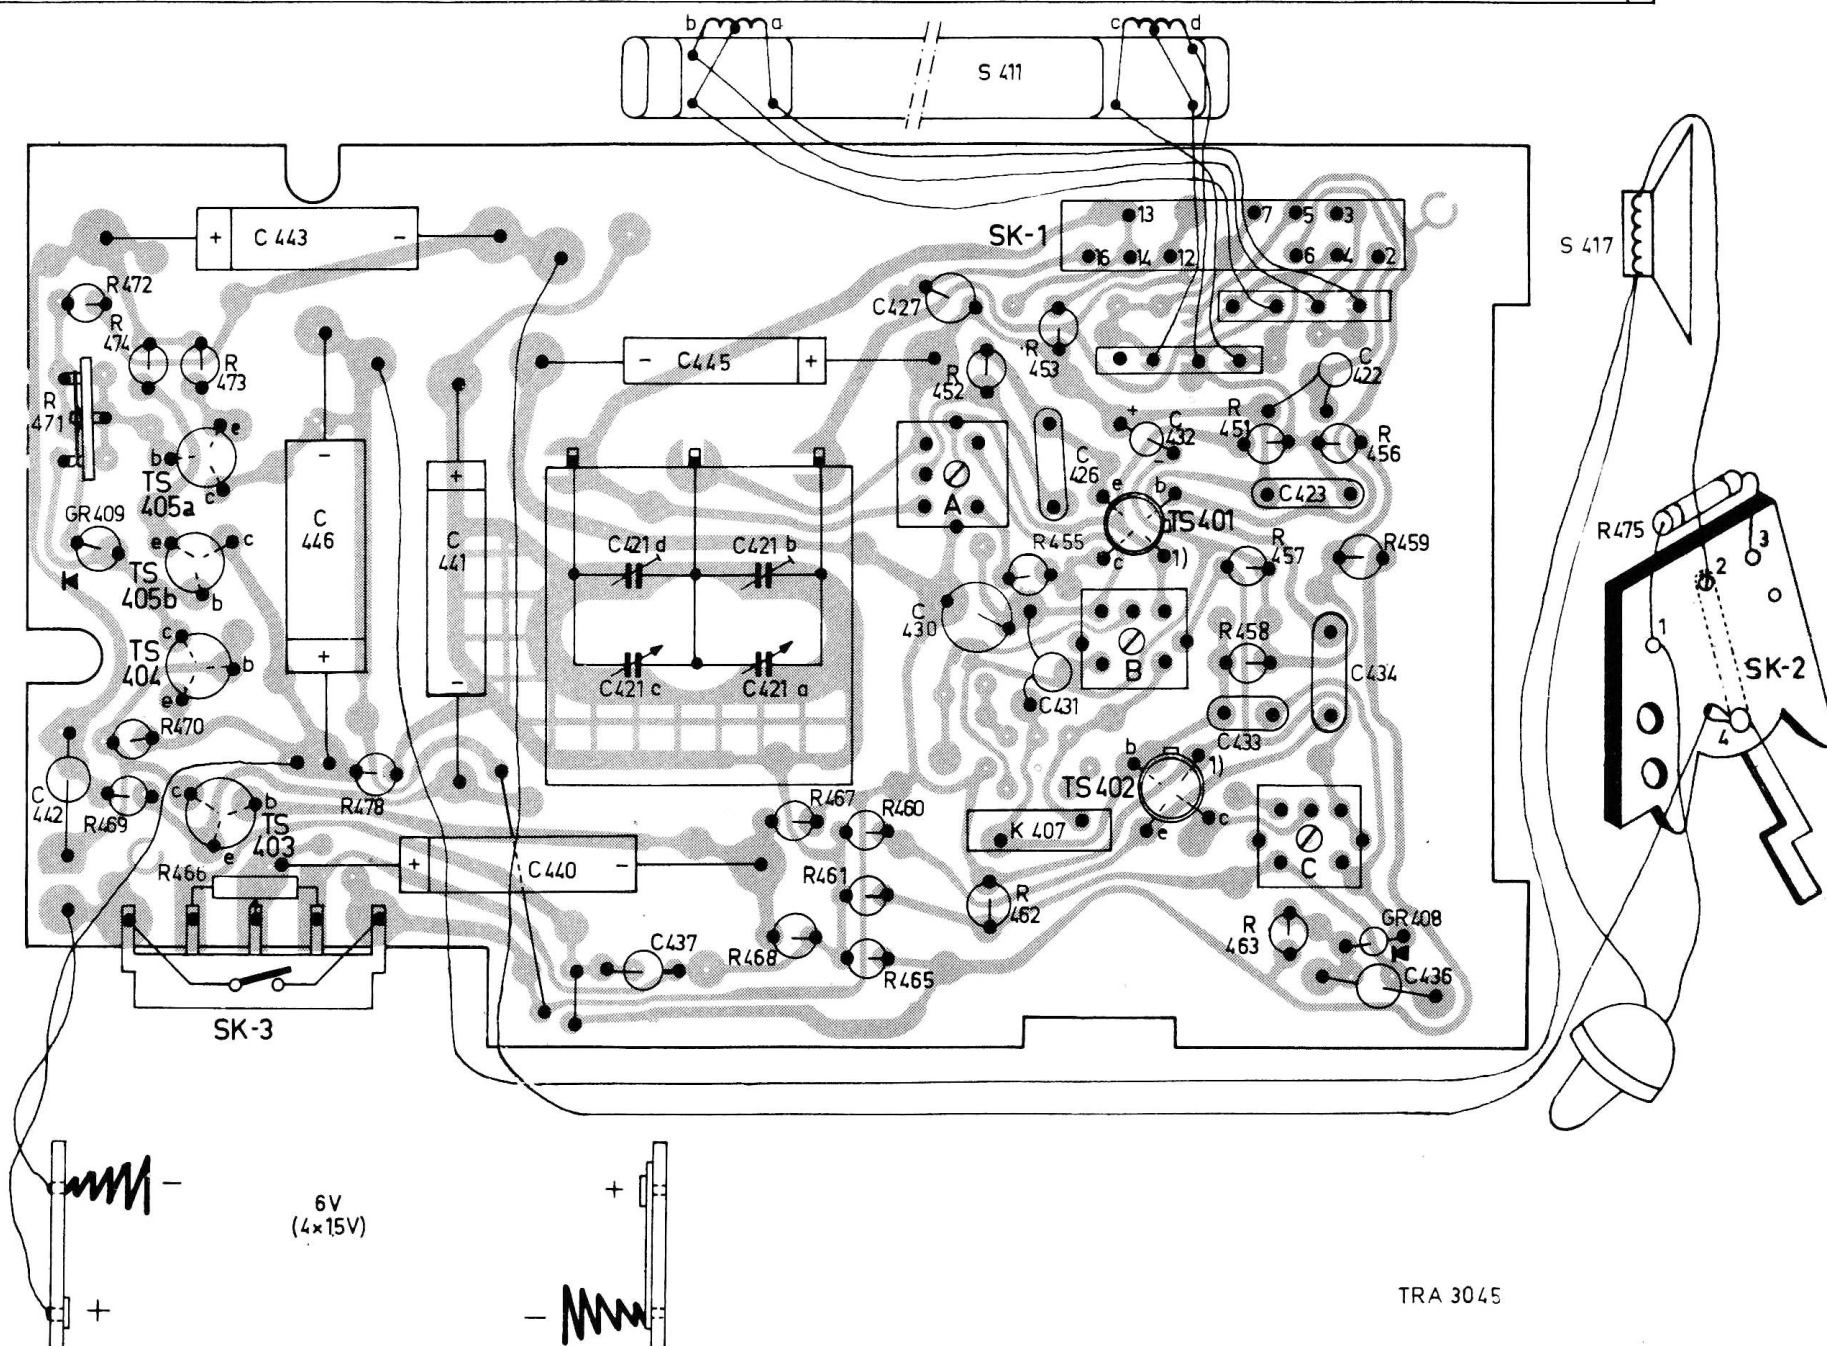 b a c d
S 411
13 7 5 3
SK-1
16 14 12 6 4 2
S 417
+ C 443 −
R472
C427
R
474
R
473
R
453
− C445 +
R
452
C
422
R
471
e
b
c
TS
405a
−
+
C
432
−
R
451
R
456
C
426
A
C 423
GR409
C
446
+
C
441
−
e b
TS401
c 1)
R475
e c
b
TS
405b
C421 d C421 b
R455
R
457
R459
3
2
1
C
430
c
b
e
TS
404
C421 c C421 a
B
R458
C434
SK-2
+
C431
C433
4
R470
b 1)
TS402
e c
R478
C
442
R469
c b
e
TS
403
R467
R460
K 407
C
R466
+ C 440 −
R461
R
462
R
463
GR408
C437
R468
R465
C436
SK-3
−
6V
(4×1.5V)
+
+
−
TRA 3045